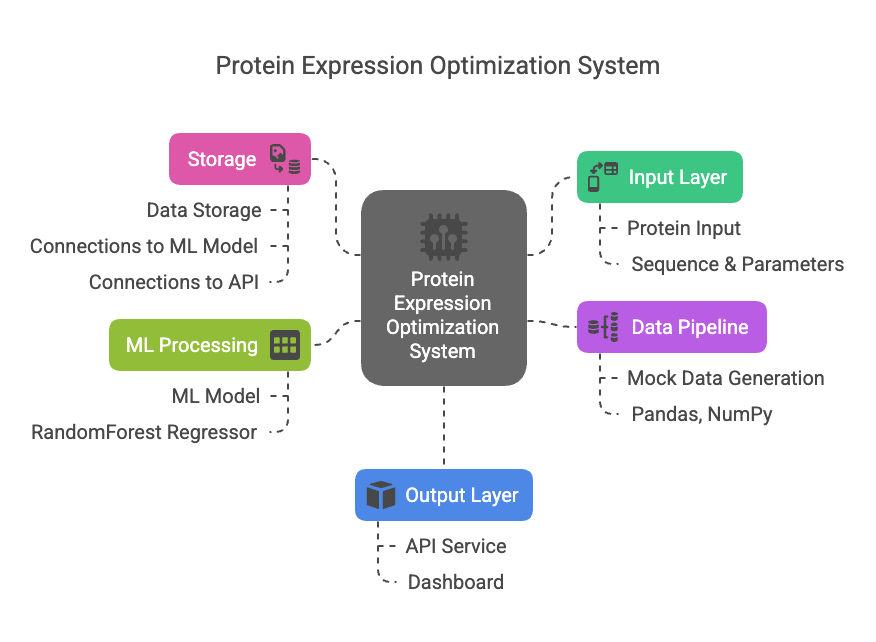 Protein Expression Optimization System
Storage
Data Storage
Connections to ML Model
Connections to API
ML Processing
ML Model
RandomForest Regressor
Protein
Expression
Optimization
System
Input Layer
Protein Input
Sequence & Parameters
Data Pipeline
Mock Data Generation
Pandas, NumPy
Output Layer
API Service
Dashboard